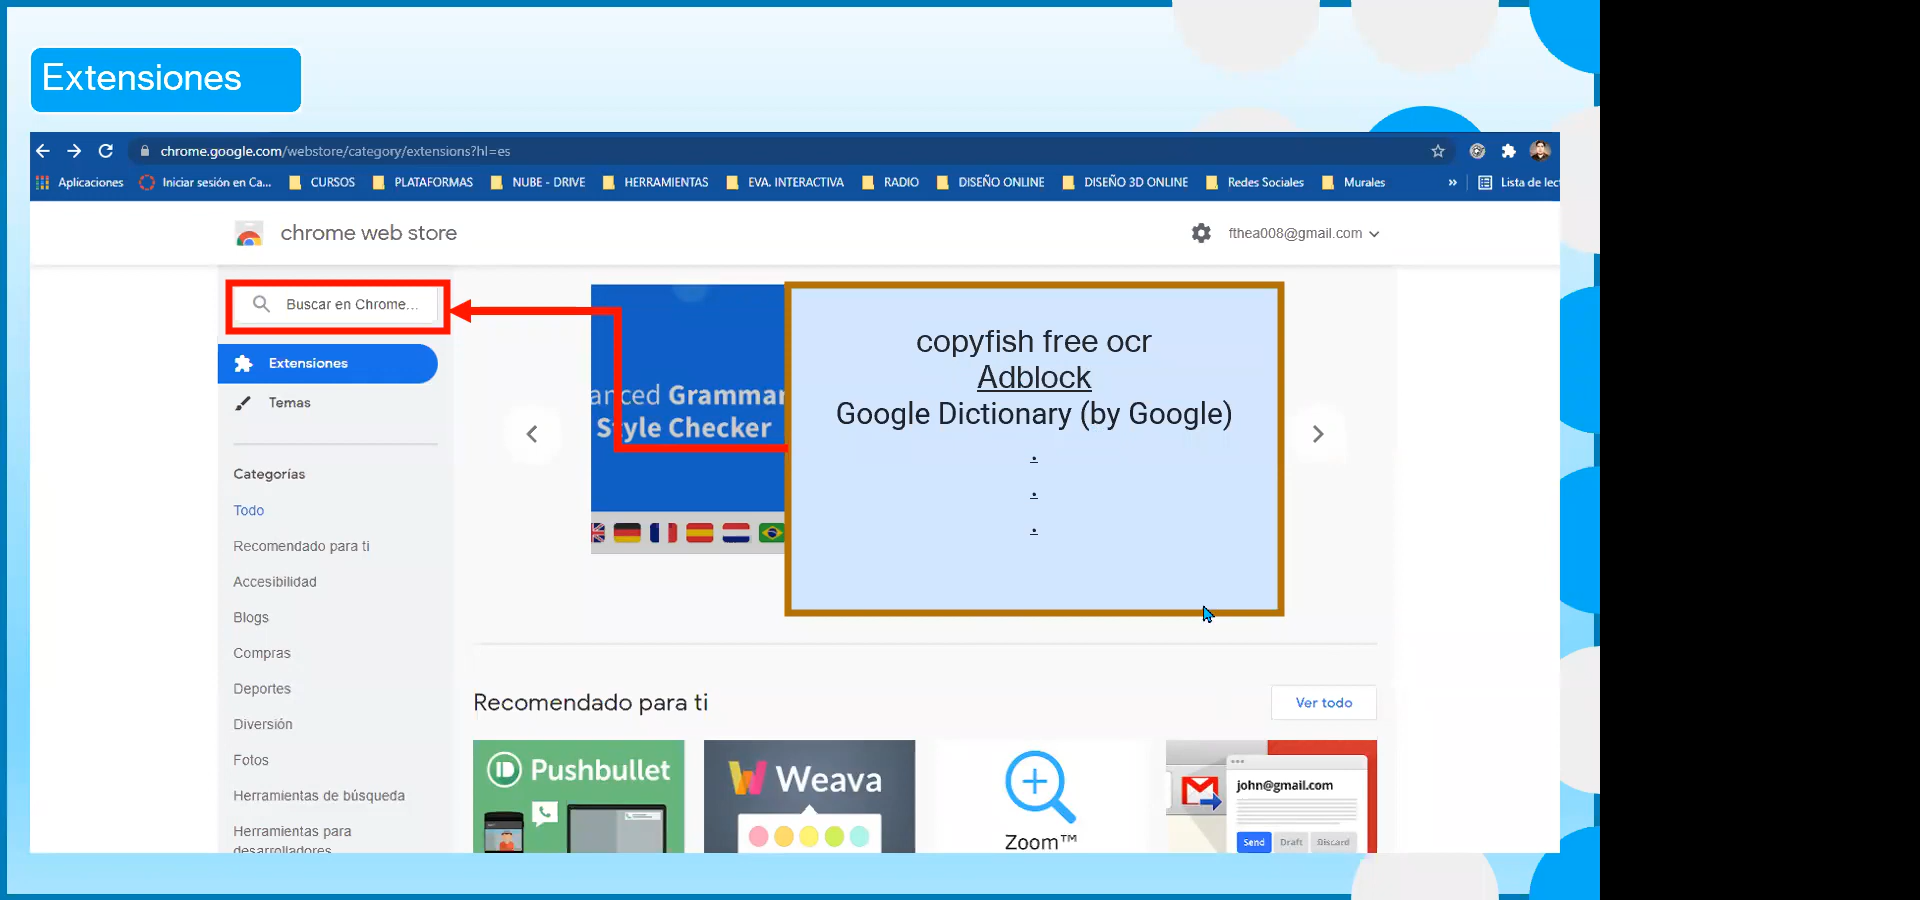 Extensiones
chrome.google.com/webstore/category/extensions?hl=es
Aplicaciones
Iniciar sesión en Ca...
CURSOS
PLATAFORMAS
NUBE - DRIVE
HERRAMIENTAS
EVA. INTERACTIVA
RADIO
DISEÑO ONLINE
DISEÑO 3D ONLINE
Redes Sociales
Murales
»
Lista de lec
chrome web store
fthea008@gmail.com
Buscar en Chrome...
Extensiones
Temas
Categorías
Todo
Recomendado para ti
Accesibilidad
Blogs
Compras
Deportes
Diversión
Fotos
Herramientas de búsqueda
Herramientas para
desarrolladores
anced Grammar
Style Checker
copyfish free ocr
Adblock
Google Dictionary (by Google)
.
.
.
Recomendado para ti
Ver todo
Pushbullet
Weava
Zoom™
john@gmail.com
Send
Draft
Discard